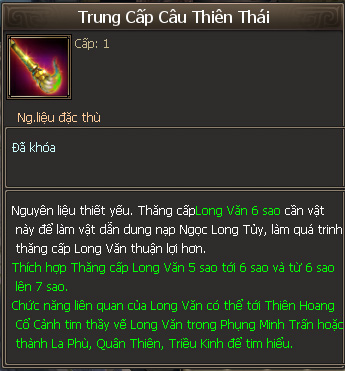 Trung Cấp Câu Thiên Thái
Cấp: 1
Ng.liệu đặc thù
Đã khóa
Nguyên liệu thiết yếu. Thăng cấpLong Văn 6 sao cần vật
này để làm vật dẫn dung nạp Ngọc Long Tủy, làm quá trình
thăng cấp Long Văn thuận lợi hơn.
Thích hợp Thăng cấp Long Văn 5 sao tới 6 sao và từ 6 sao
lên 7 sao.
Chức năng liên quan của Long Văn có thể tới Thiên Hoang
Cổ Cảnh tìm thầy vẽ Long Văn trong Phụng Minh Trấn hoặc
thành La Phù, Quân Thiên, Triều Kinh để tìm hiểu.